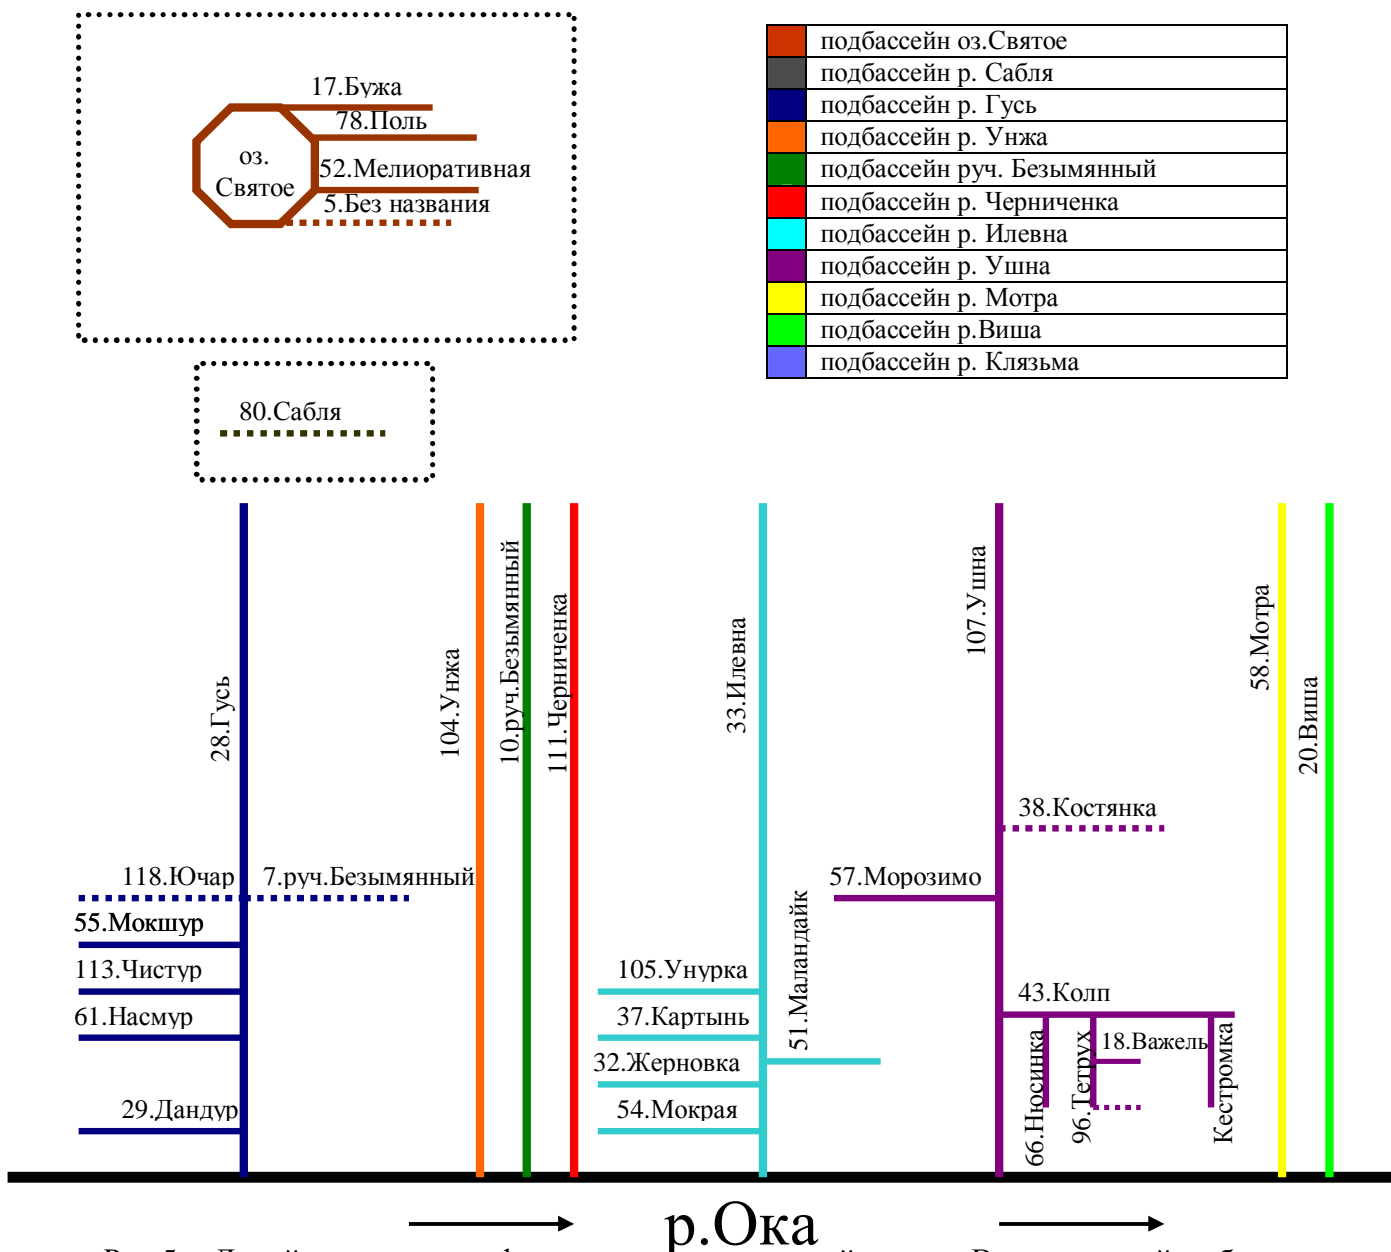 17.Бужа
78.Поль
оз.
Святое
52.Мелиоративная
5.Без названия
подбассейн оз.Святое
подбассейн р. Сабля
подбассейн р. Гусь
подбассейн р. Унжа
подбассейн руч. Безымянный
подбассейн р. Черниченка
подбассейн р. Илевна
подбассейн р. Ушна
подбассейн р. Мотра
подбассейн р.Виша
подбассейн р. Клязьма
80.Сабля
28.Гусь
118.Ючар
7.руч.Безымянный
55.Мокшур
113.Чистур
61.Насмур
29.Дандур
104.Унжа
10.руч.Безымянный
111.Черниченка
33.Илевна
105.Унурка
37.Картынь
32.Жерновка
54.Мокрая
51.Маландайк
107.Ушна
38.Костянка
57.Морозимо
43.Колп
66.Нюсинка
96.Тетрух
18.Важель
Кестромка
58.Мотра
20.Виша
р.Ока